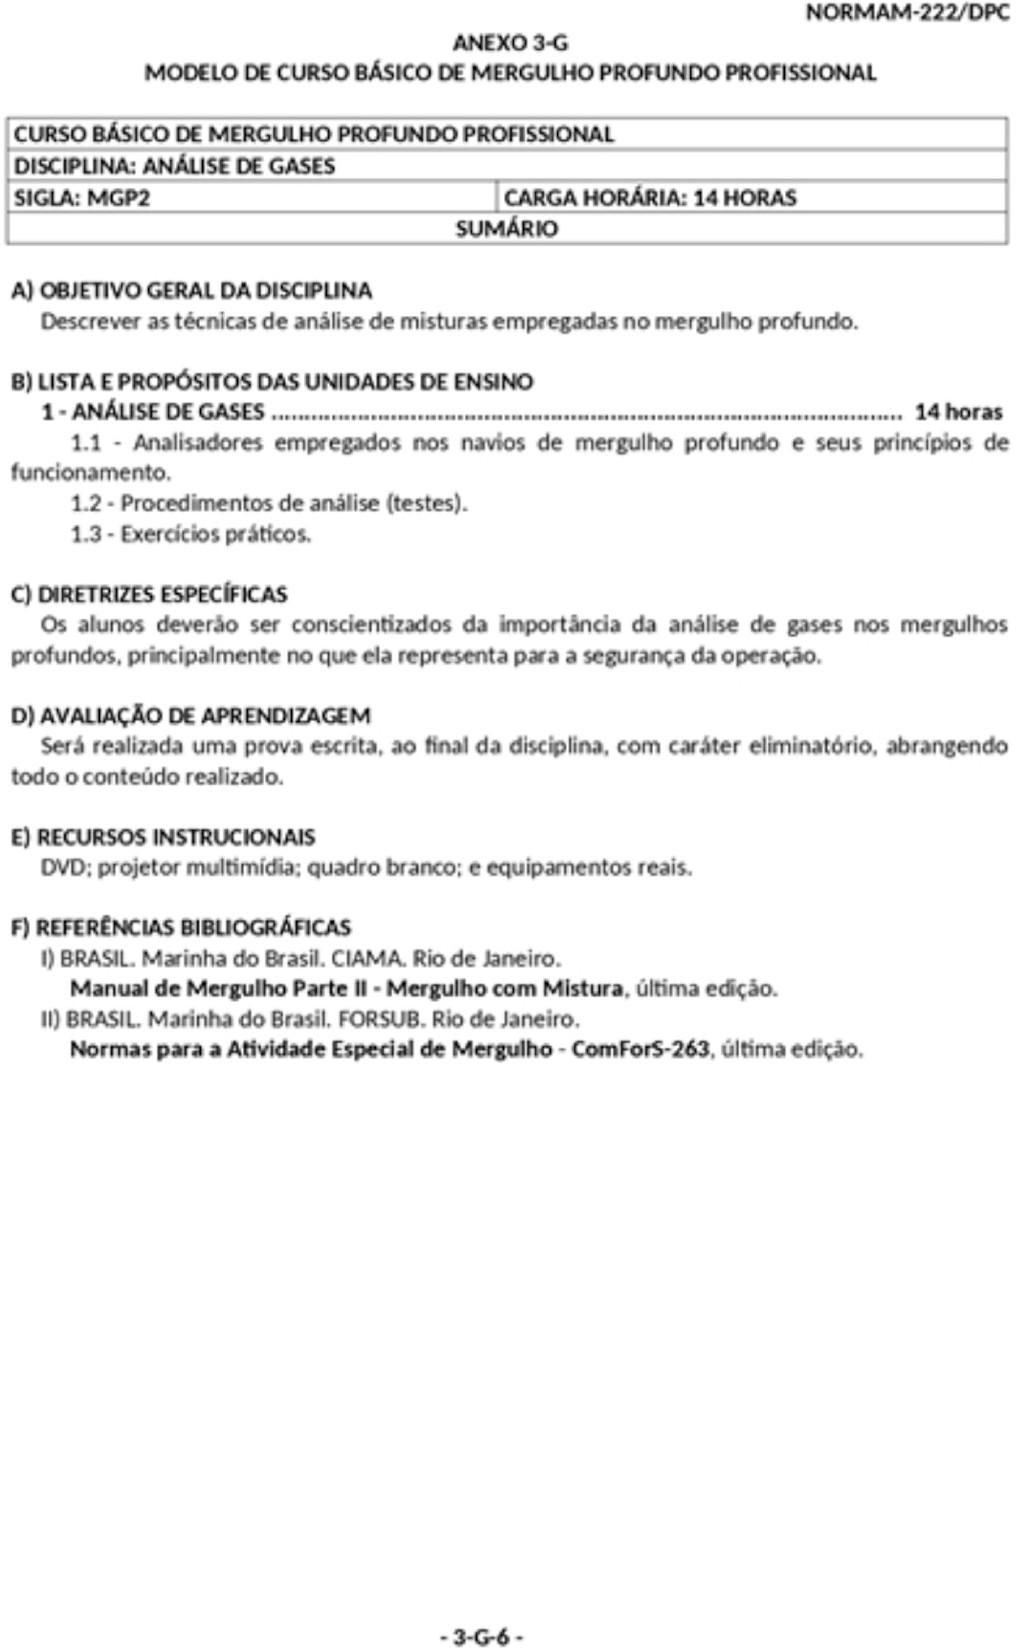 NORMAM-222/DPC
ANEXO 3-G
MODELO DE CURSO BÁSICO DE MERGULHO PROFUNDO PROFISSIONAL
CURSO BÁSICO DE MERGULHO PROFUNDO PROFISSIONAL
DISCIPLINA: ANÁLISE DE GASES
SIGLA: MGP2 CARGA HORÁRIA: 14 HORAS
SUMÁRIO
A) OBJETIVO GERAL DA DISCIPLINA
Descrever as técnicas de análise de misturas empregadas no mergulho profundo.
B) LISTA E PROPÓSITOS DAS UNIDADES DE ENSINO
1 - ANÁLISE DE GASES ................................................................................................ 14 horas
1.1 - Analisadores empregados nos navios de mergulho profundo e seus princípios de
funcionamento.
1.2 - Procedimentos de análise (testes).
1.3 - Exercícios práticos.
C) DIRETRIZES ESPECÍFICAS
Os alunos deverão ser conscientizados da importância da análise de gases nos mergulhos
profundos, principalmente no que ela representa para a segurança da operação.
D) AVALIAÇÃO DE APRENDIZAGEM
Será realizada uma prova escrita, ao final da disciplina, com caráter eliminatório, abrangendo
todo o conteúdo realizado.
E) RECURSOS INSTRUCIONAIS
DVD; projetor multimídia; quadro branco; e equipamentos reais.
F) REFERÊNCIAS BIBLIOGRÁFICAS
I) BRASIL. Marinha do Brasil. CIAMA. Rio de Janeiro.
Manual de Mergulho Parte II - Mergulho com Mistura, última edição.
II) BRASIL. Marinha do Brasil. FORSUB. Rio de Janeiro.
Normas para a Atividade Especial de Mergulho - ComForS-263, última edição.
- 3-G-6 -